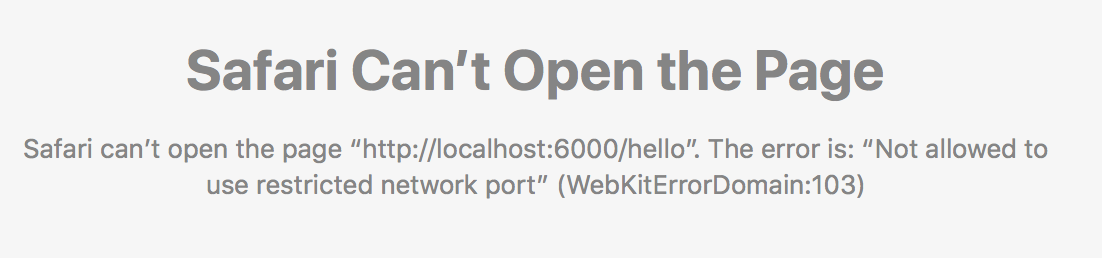 Safari Can’t Open the Page
Safari can’t open the page “http://localhost:6000/hello”. The error is: “Not allowed to
use restricted network port” (WebKitErrorDomain:103)